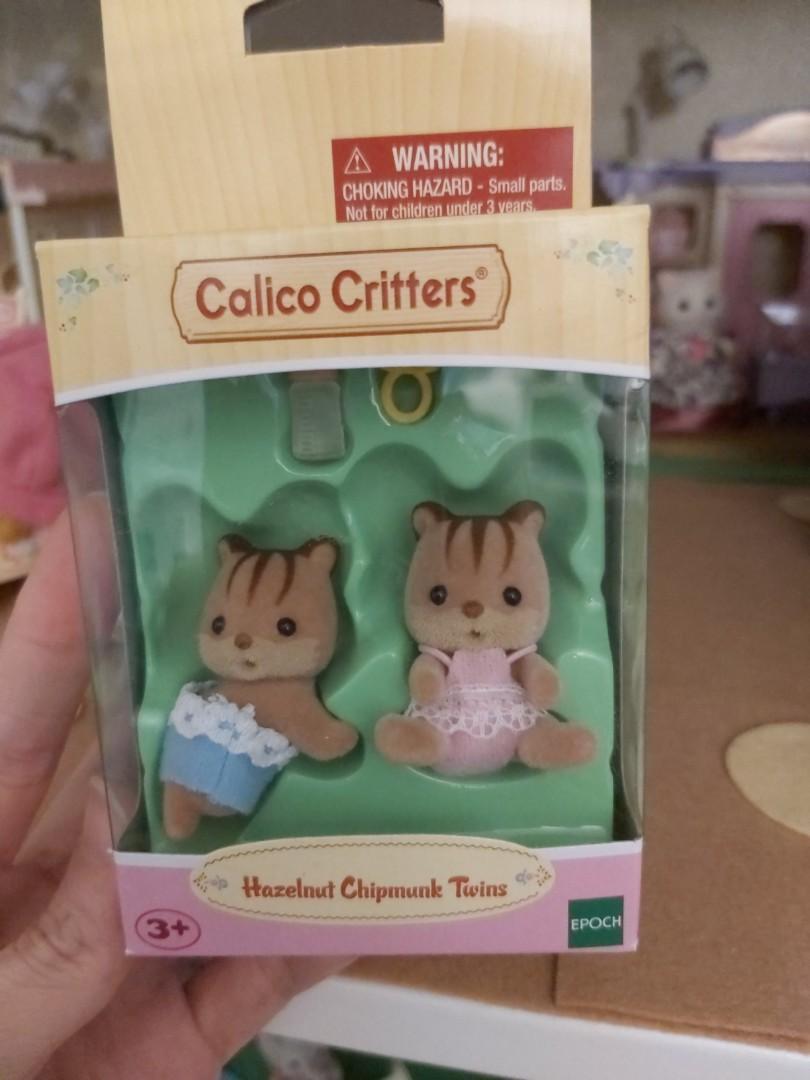 WARNING:
CHOKING HAZARD - Small parts.
Not for children under 3 years.
Calico Critters®
Hazelnut Chipmunk Twins
3+
EPOCH